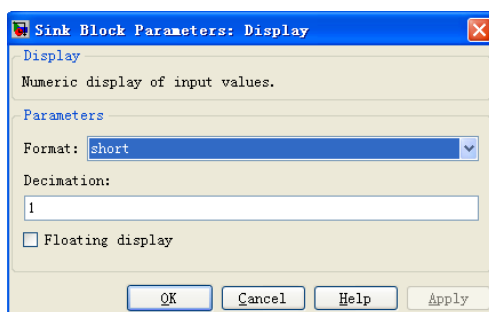 Sink Block Parameters: Display
Display
Numeric display of input values.
Parameters
Format: short
Decimation:
1
Floating display
OK Cancel Help Apply